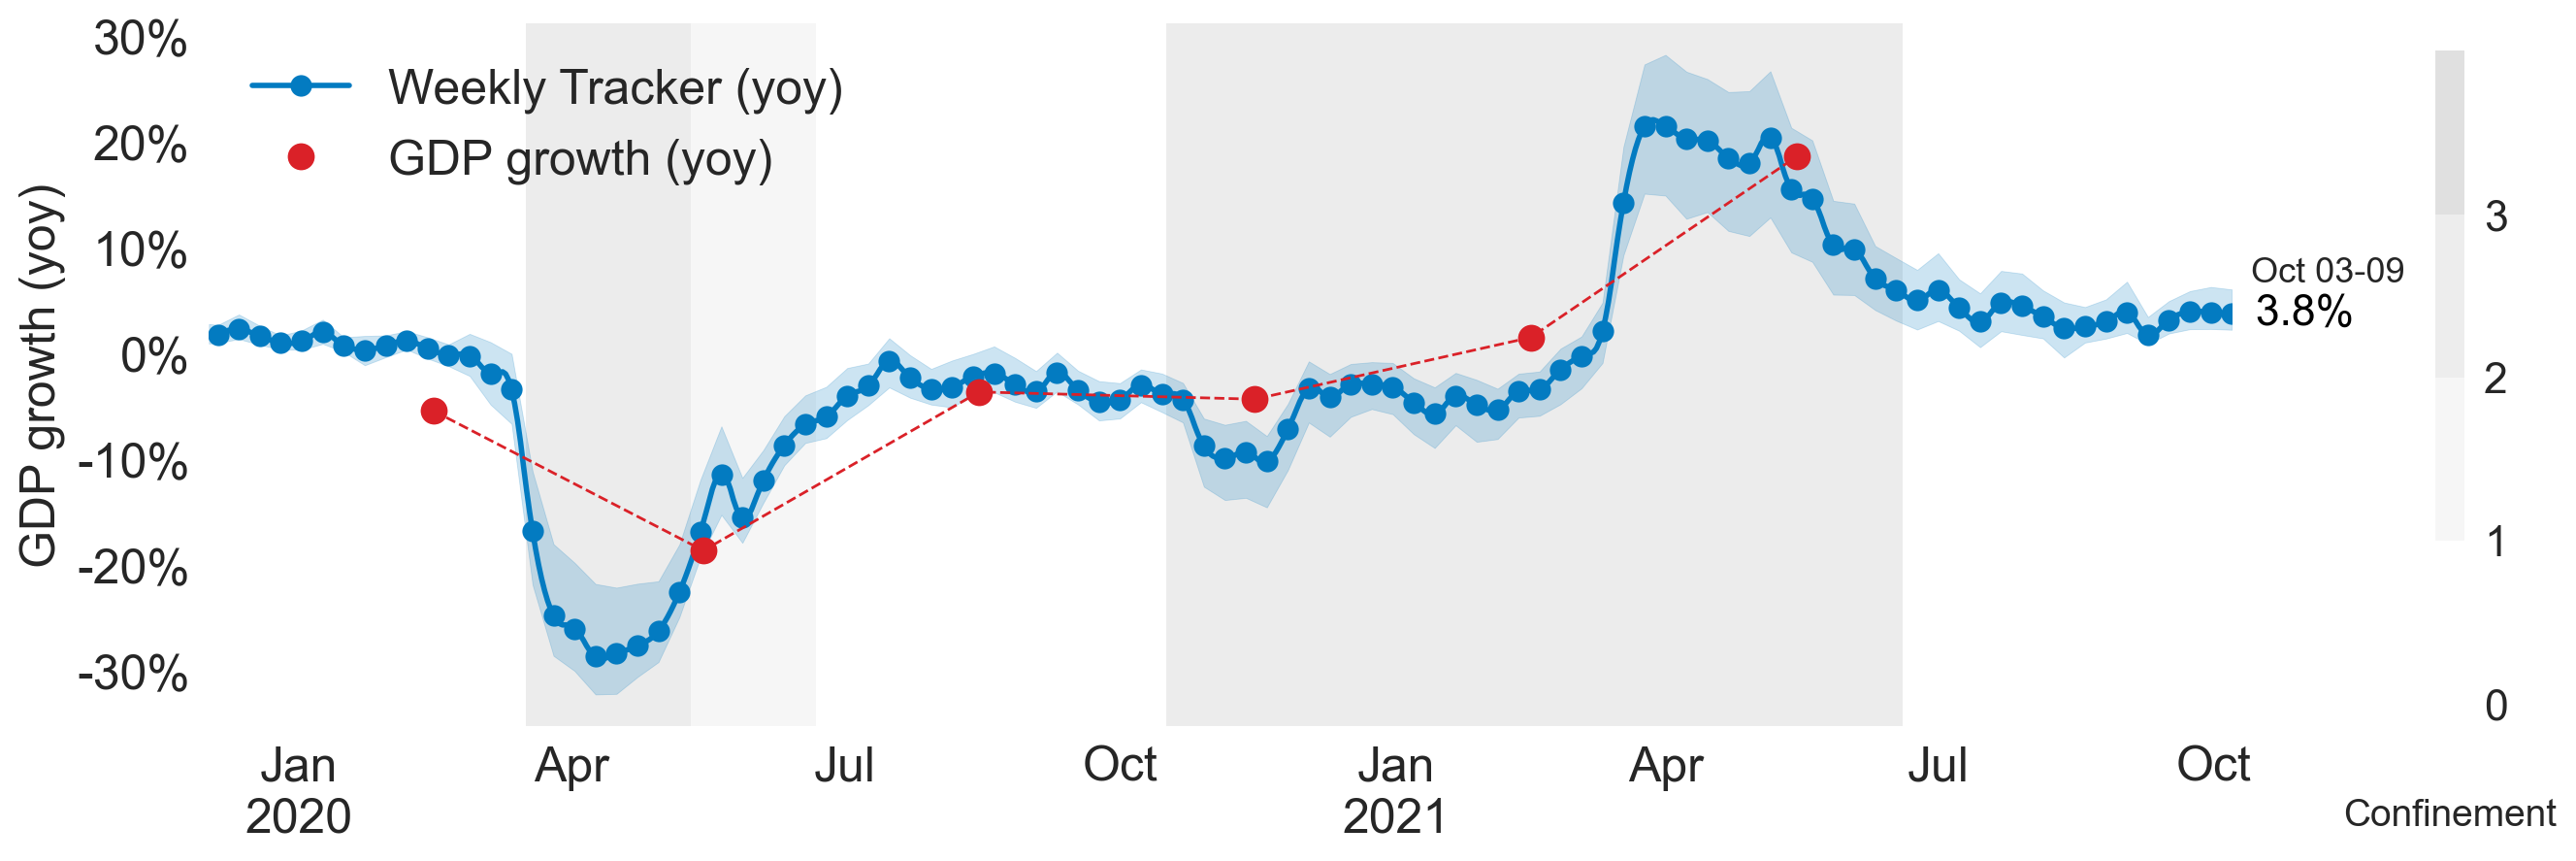 30%
20%
10%
0%
-10%
-20%
-30%
GDP growth (yoy)
Weekly Tracker (yoy)
GDP growth (yoy)
Oct 03-09
3.8%
3
2
1
0
Jan Apr Jul Oct Jan Apr Jul Oct
2020 2021
Confinement